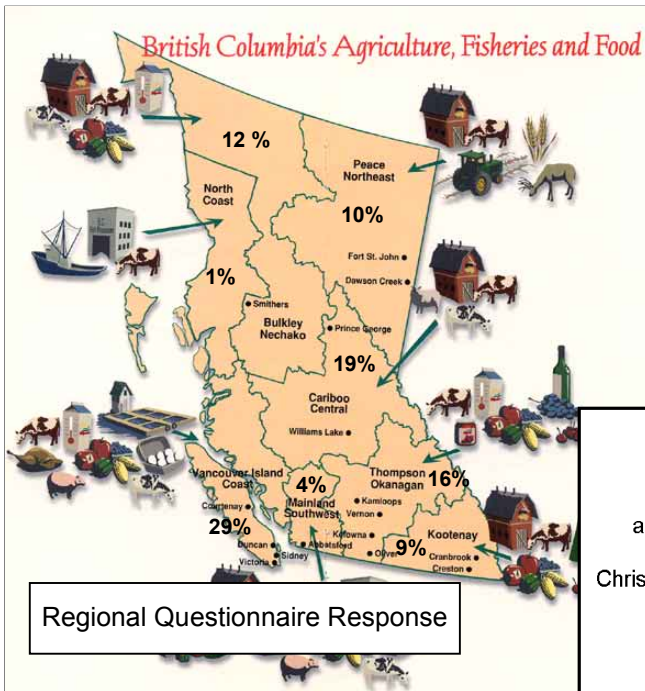 British Columbia's Agriculture, Fisheries and Food
12 %
Peace
Northeast
North
Coast
10%
Fort St. John
Dawson Creek
1%
Smithers
Bulkley
Nechako
Prince George
19%
Cariboo
Central
Williams Lake
Vancouver Island
Coast
4%
Mainland
Southwest
Thompson
Okanagan
16%
Kamloops
Vernon
Courtenay
29%
Kelowna
Kootenay
9%
Duncan
Sidney
Abbotsford
Oliver
Cranbrook
Creston
Victoria
a
Chris
Regional Questionnaire Response